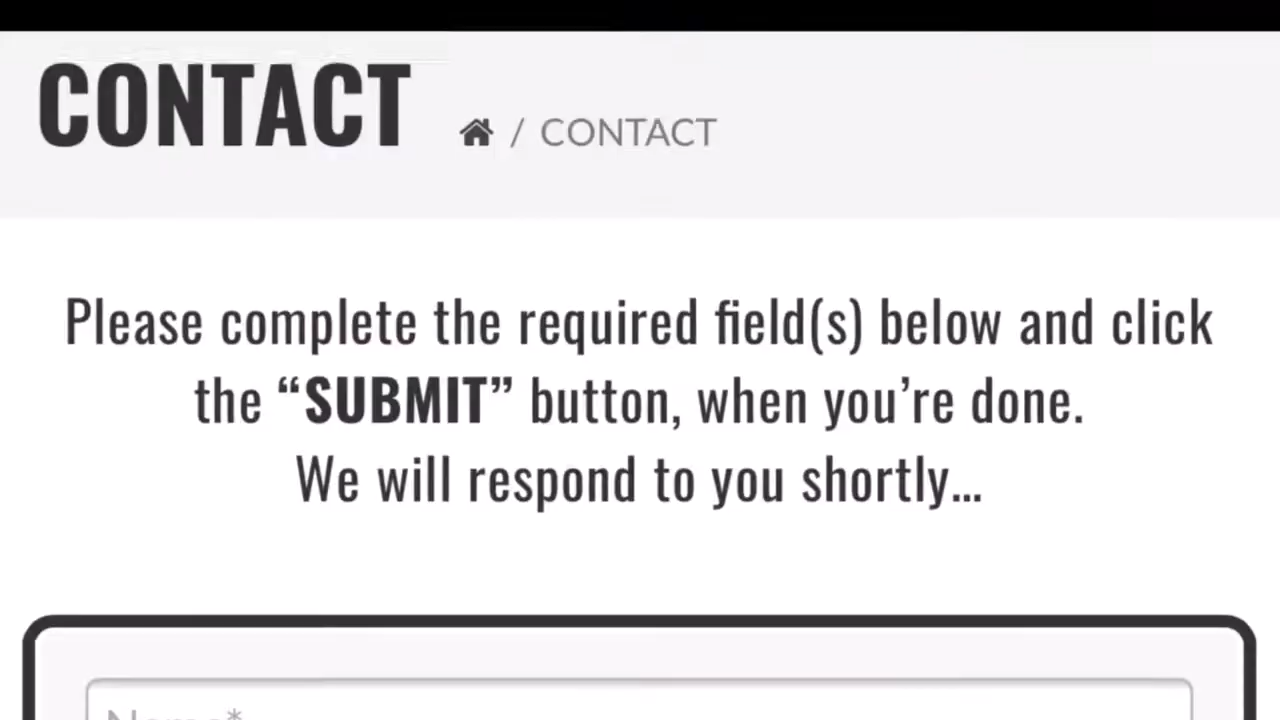 CONTACT
/ CONTACT
Please complete the required field(s) below and click
the “SUBMIT” button, when you’re done.
We will respond to you shortly...
Name*